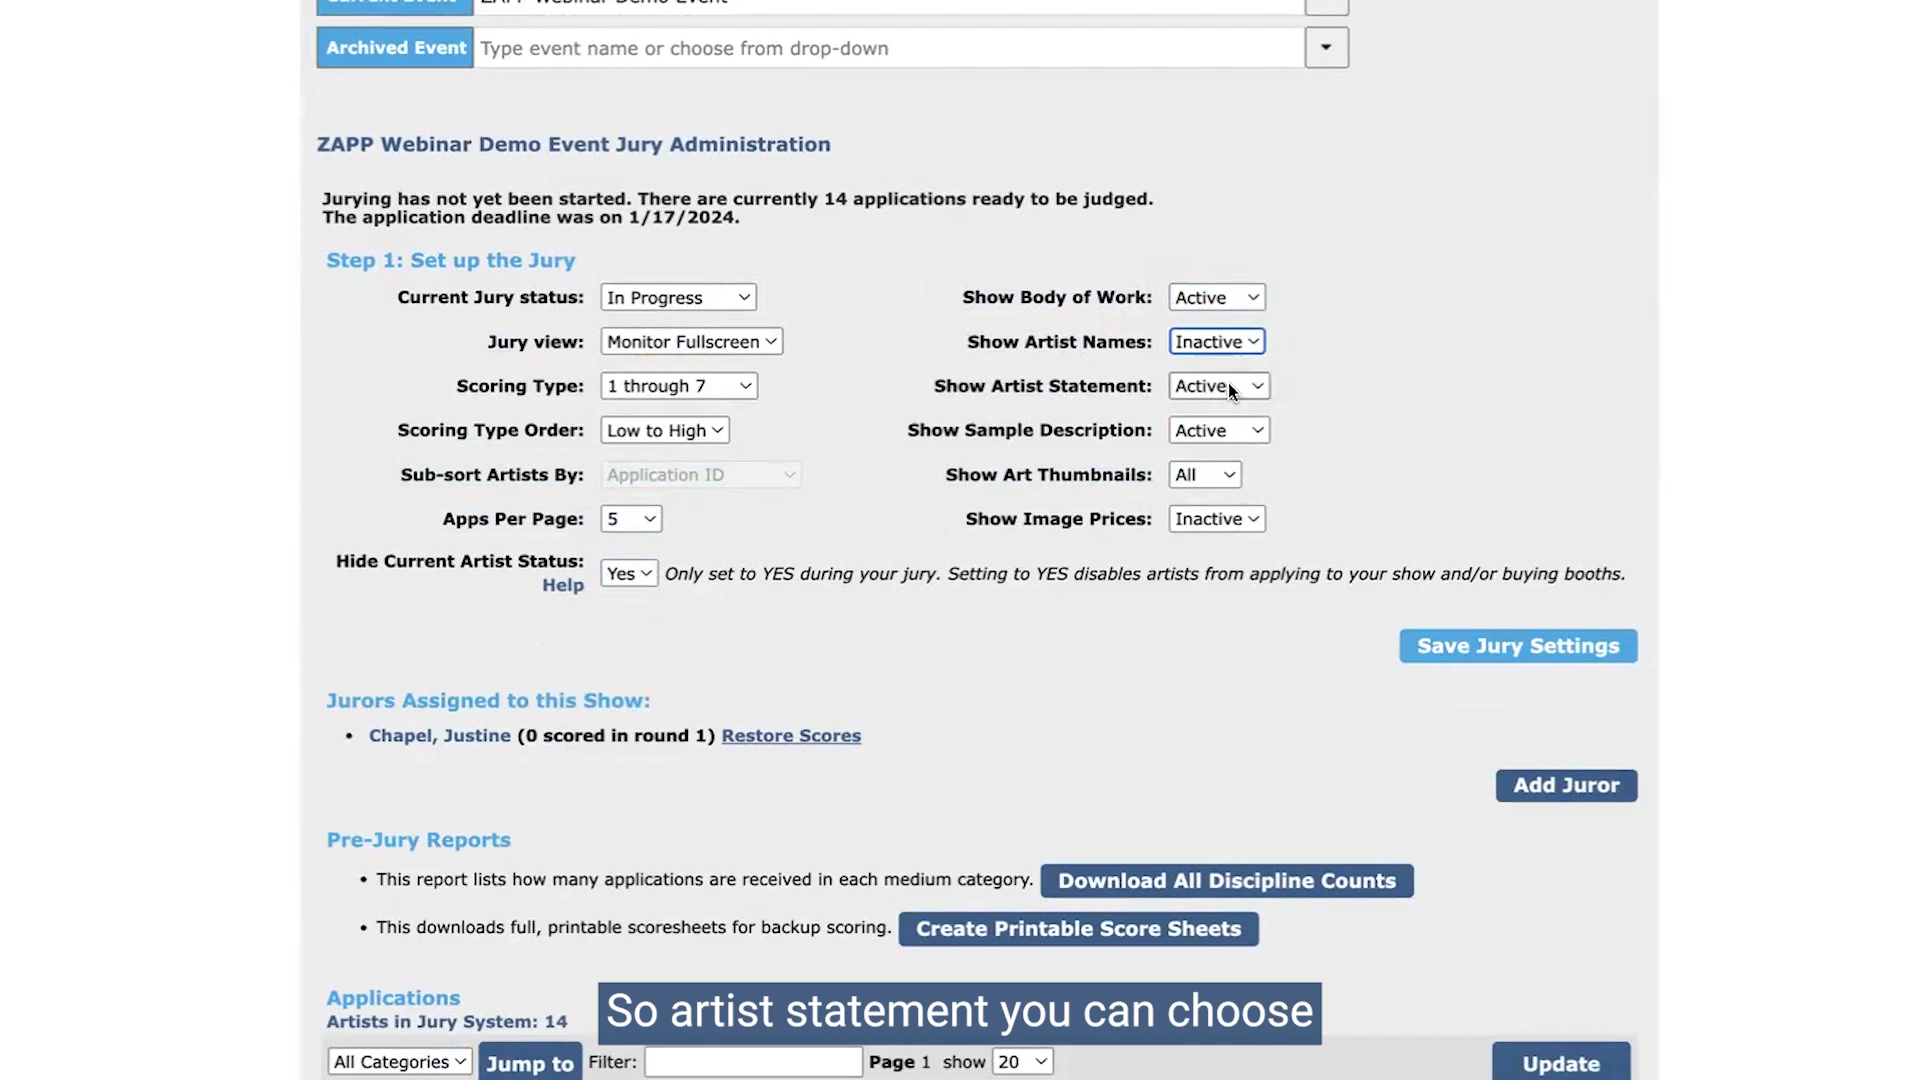 Archived Event Type event name or choose from drop-down
ZAPP Webinar Demo Event Jury Administration
Jurying has not yet been started. There are currently 14 applications ready to be judged.
The application deadline was on 1/17/2024.
Step 1: Set up the Jury
Current Jury status: In Progress Show Body of Work: Active
Jury view: Monitor Fullscreen Show Artist Names: Inactive
Scoring Type: 1 through 7 Show Artist Statement: Active
Scoring Type Order: Low to High Show Sample Description: Active
Sub-sort Artists By: Application ID Show Art Thumbnails: All
Apps Per Page: 5 Show Image Prices: Inactive
Hide Current Artist Status: Yes Only set to YES during your jury. Setting to YES disables artists from applying to your show and/or buying booths.
Help
Save Jury Settings
Jurors Assigned to this Show:
• Chapel, Justine (0 scored in round 1) Restore Scores
Add Juror
Pre-Jury Reports
• This report lists how many applications are received in each medium category. Download All Discipline Counts
• This downloads full, printable scoresheets for backup scoring. Create Printable Score Sheets
Applications
Artists in Jury System: 14
So artist statement you can choose
All Categories Jump to Filter: Page 1 show 20 Update